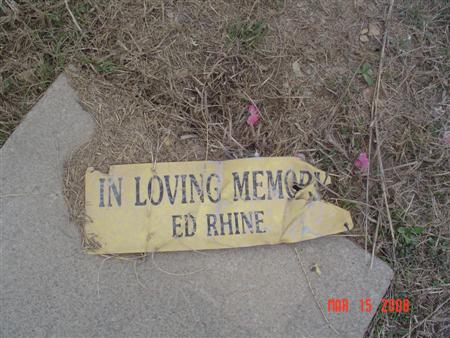 IN LOVING MEMORY
ED RHINE
MAR 15 2008